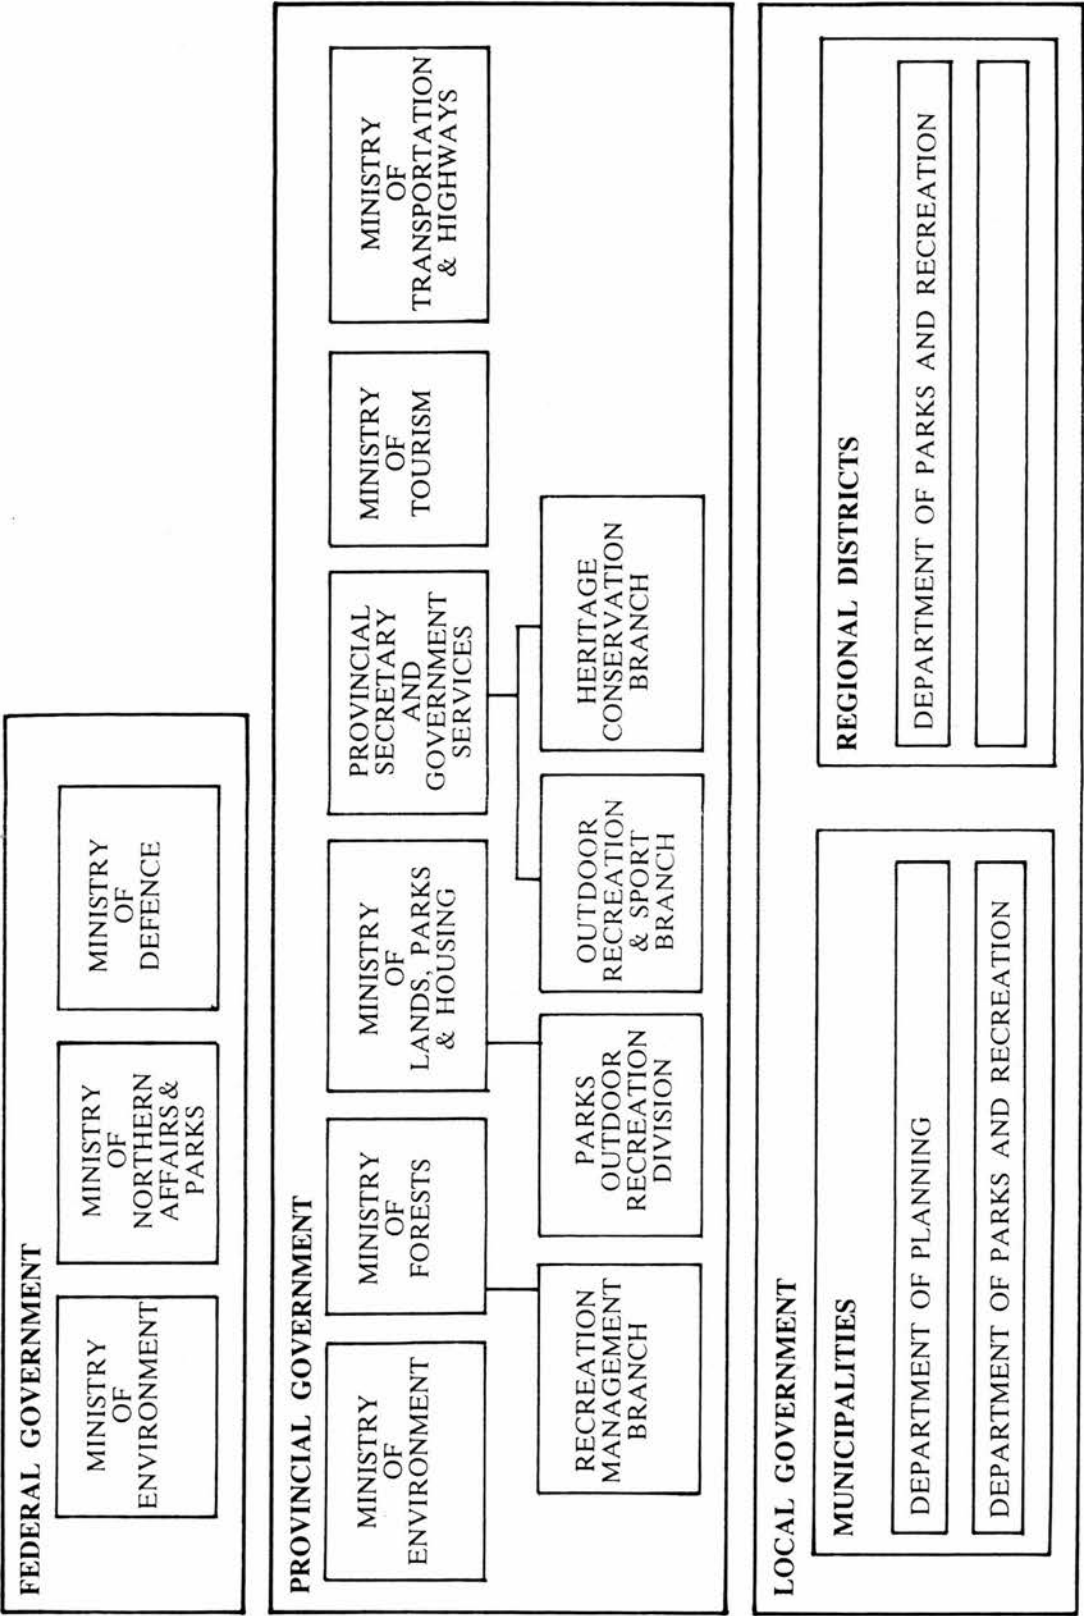 FEDERAL GOVERNMENT
MINISTRY
OF
ENVIRONMENT
MINISTRY
OF
NORTHERN
AFFAIRS &
PARKS
MINISTRY
OF
DEFENCE
PROVINCIAL GOVERNMENT
MINISTRY
OF
ENVIRONMENT
MINISTRY
OF
FORESTS
MINISTRY
OF
LANDS, PARKS
& HOUSING
PROVINCIAL
SECRETARY
AND
GOVERNMENT
SERVICES
MINISTRY
OF
TOURISM
MINISTRY
OF
TRANSPORTATION
& HIGHWAYS
RECREATION
MANAGEMENT
BRANCH
PARKS
OUTDOOR
RECREATION
DIVISION
OUTDOOR
RECREATION
& SPORT
BRANCH
HERITAGE
CONSERVATION
BRANCH
LOCAL GOVERNMENT
MUNICIPALITIES
DEPARTMENT OF PLANNING
DEPARTMENT OF PARKS AND RECREATION
REGIONAL DISTRICTS
DEPARTMENT OF PARKS AND RECREATION